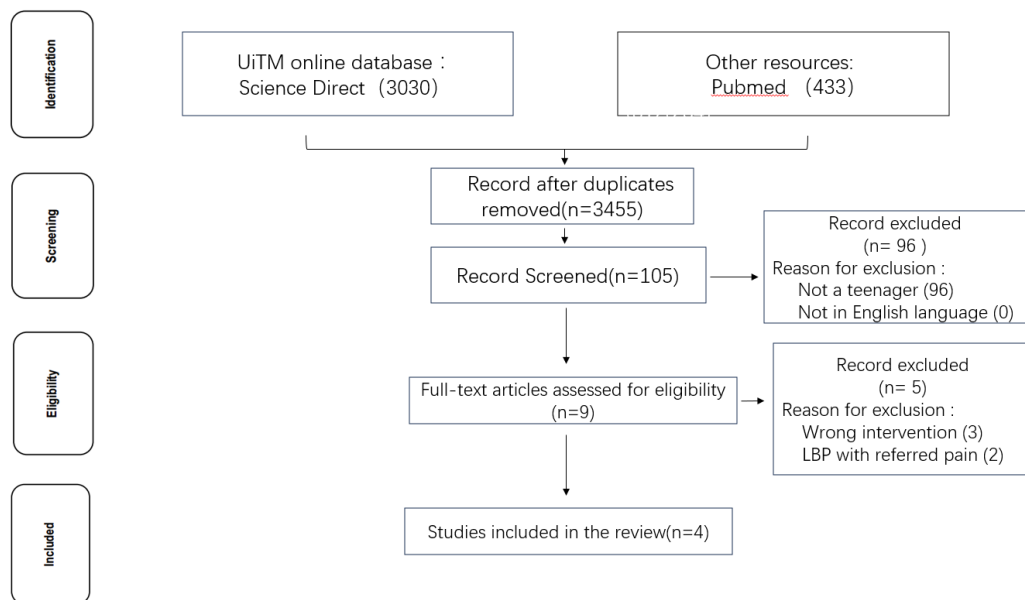 Identification
UiTM online database：
Science Direct（3030）
Other resources:
Pubmed （433）
Record after duplicates
removed(n=3455)
Screening
Record Screened(n=105)
Record excluded
(n= 96 )
Reason for exclusion :
Not a teenager (96)
Not in English language (0)
Eligibility
Full-text articles assessed for eligibility
(n=9)
Record excluded
(n= 5)
Reason for exclusion :
Wrong intervention (3)
LBP with referred pain (2)
Included
Studies included in the review(n=4)